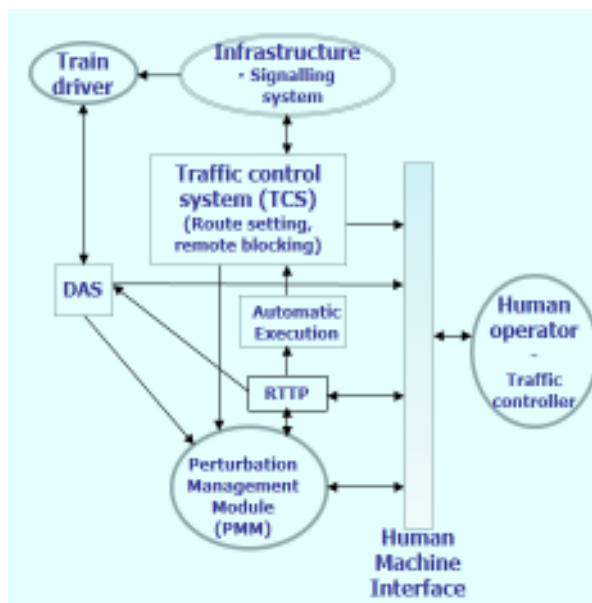 Infrastructure
- Signalling
system
Train
driver
Traffic control
system (TCS)
(Route setting,
remote blocking)
DAS
Automatic
Execution
Human
operator
-
Traffic
controller
RTTP
Perturbation
Management
Module
(PMM)
Human
Machine
Interface